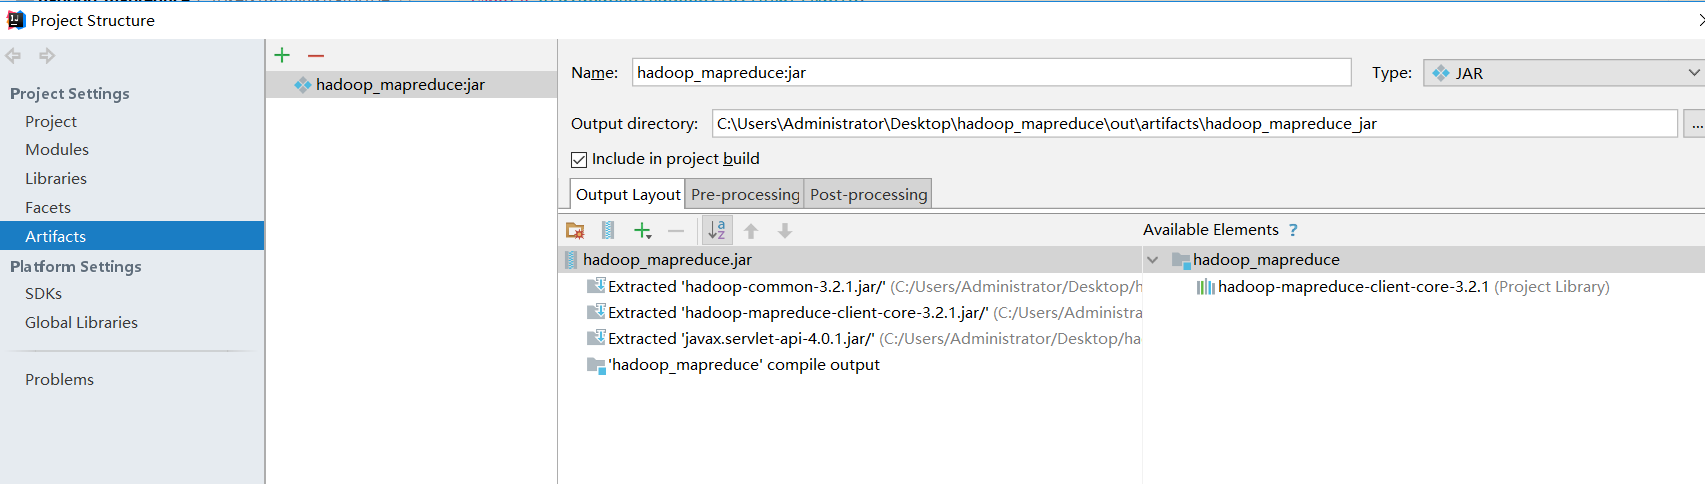 Project Structure
Project Settings
Project
Modules
Libraries
Facets
Artifacts
Platform Settings
SDKs
Global Libraries
Problems
hadoop_mapreduce:jar
Name: hadoop_mapreduce:jar Type: JAR
Output directory: C:\Users\Administrator\Desktop\hadoop_mapreduce\out\artifacts\hadoop_mapreduce_jar ...
Include in project build
Output Layout Pre-processing Post-processing
Available Elements ?
hadoop_mapreduce.jar
Extracted 'hadoop-common-3.2.1.jar/' (C:/Users/Administrator/Desktop/h
Extracted 'hadoop-mapreduce-client-core-3.2.1.jar/' (C:/Users/Administra
Extracted 'javax.servlet-api-4.0.1.jar/' (C:/Users/Administrator/Desktop/ha
'hadoop_mapreduce' compile output
hadoop_mapreduce
hadoop-mapreduce-client-core-3.2.1 (Project Library)